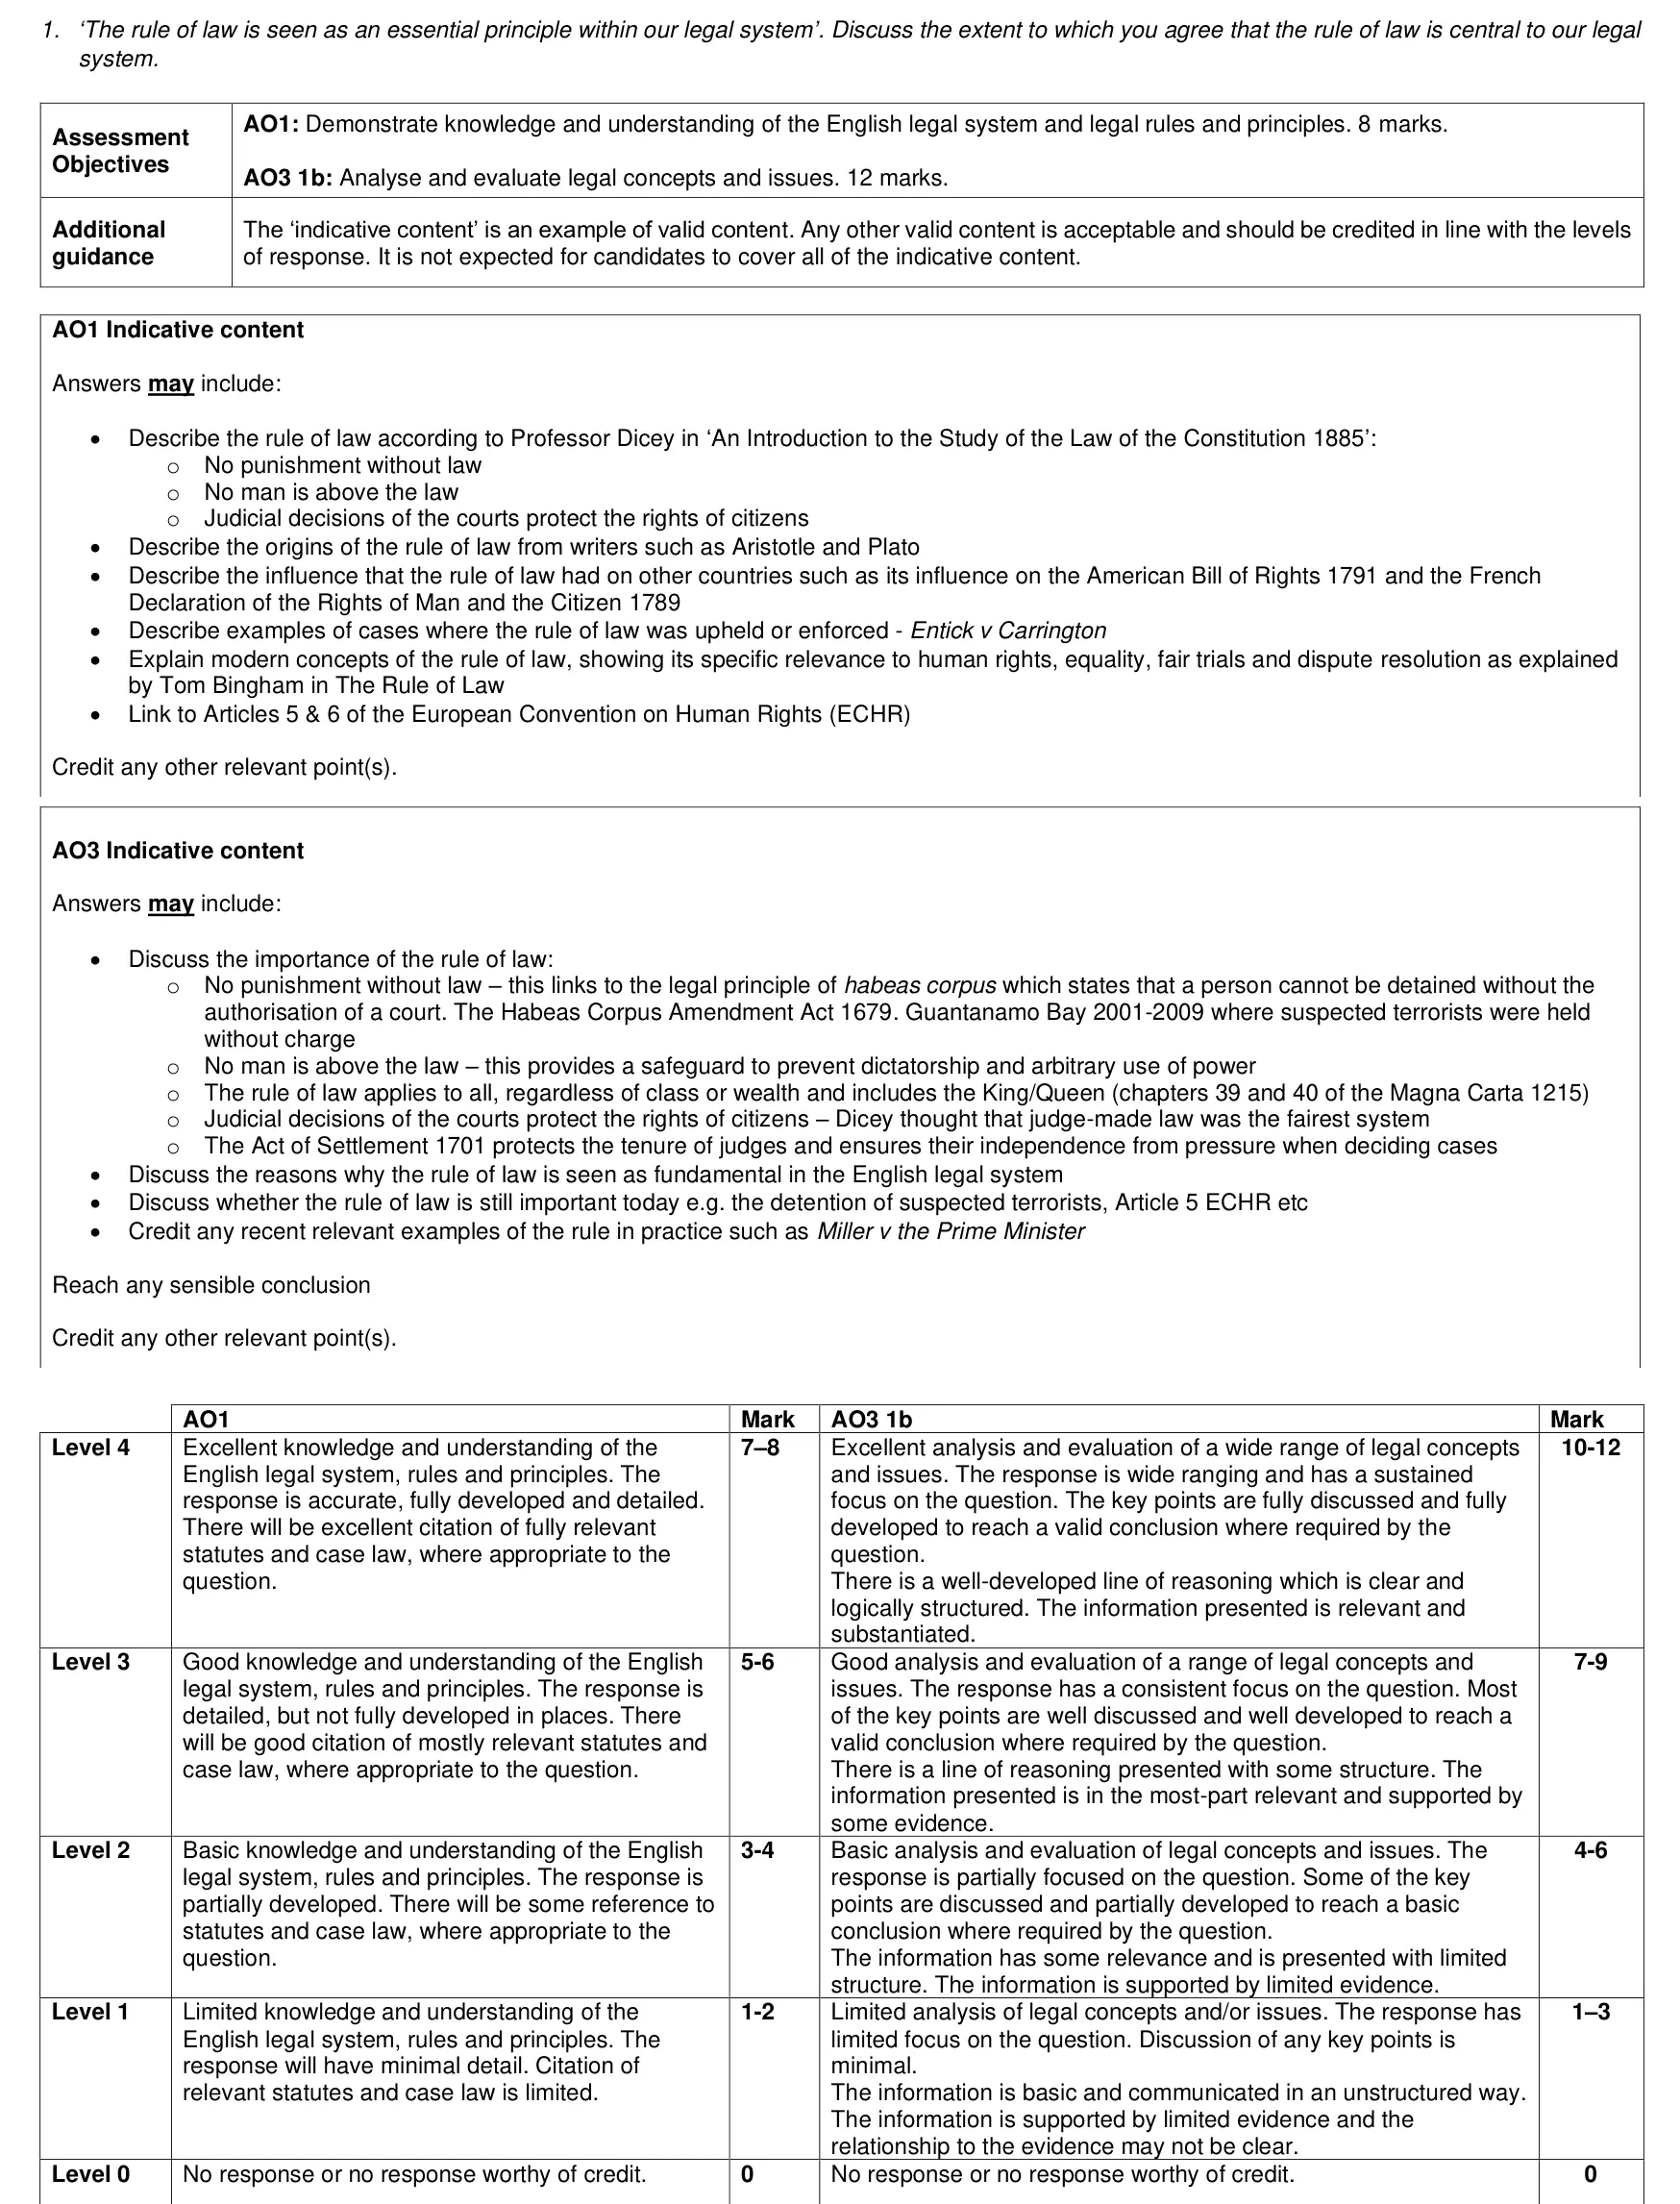 1. ‘The rule of law is seen as an essential principle within our legal system’. Discuss the extent to which you agree that the rule of law is central to our legal
system.
Assessment
Objectives
AO1: Demonstrate knowledge and understanding of the English legal system and legal rules and principles. 8 marks.
AO3 1b: Analyse and evaluate legal concepts and issues. 12 marks.
Additional
guidance
The ‘indicative content’ is an example of valid content. Any other valid content is acceptable and should be credited in line with the levels
of response. It is not expected for candidates to cover all of the indicative content.
AO1 Indicative content
Answers may include:
• Describe the rule of law according to Professor Dicey in ‘An Introduction to the Study of the Law of the Constitution 1885’:
o No punishment without law
o No man is above the law
o Judicial decisions of the courts protect the rights of citizens
• Describe the origins of the rule of law from writers such as Aristotle and Plato
• Describe the influence that the rule of law had on other countries such as its influence on the American Bill of Rights 1791 and the French
Declaration of the Rights of Man and the Citizen 1789
• Describe examples of cases where the rule of law was upheld or enforced - Entick v Carrington
• Explain modern concepts of the rule of law, showing its specific relevance to human rights, equality, fair trials and dispute resolution as explained
by Tom Bingham in The Rule of Law
• Link to Articles 5 & 6 of the European Convention on Human Rights (ECHR)
Credit any other relevant point(s).
AO3 Indicative content
Answers may include:
• Discuss the importance of the rule of law:
o No punishment without law – this links to the legal principle of habeas corpus which states that a person cannot be detained without the
authorisation of a court. The Habeas Corpus Amendment Act 1679. Guantanamo Bay 2001-2009 where suspected terrorists were held
without charge
o No man is above the law – this provides a safeguard to prevent dictatorship and arbitrary use of power
o The rule of law applies to all, regardless of class or wealth and includes the King/Queen (chapters 39 and 40 of the Magna Carta 1215)
o Judicial decisions of the courts protect the rights of citizens – Dicey thought that judge-made law was the fairest system
o The Act of Settlement 1701 protects the tenure of judges and ensures their independence from pressure when deciding cases
• Discuss the reasons why the rule of law is seen as fundamental in the English legal system
• Discuss whether the rule of law is still important today e.g. the detention of suspected terrorists, Article 5 ECHR etc
• Credit any recent relevant examples of the rule in practice such as Miller v the Prime Minister
Reach any sensible conclusion
Credit any other relevant point(s).
AO1 Mark AO3 1b Mark
Level 4
Excellent knowledge and understanding of the
English legal system, rules and principles. The
response is accurate, fully developed and detailed.
There will be excellent citation of fully relevant
statutes and case law, where appropriate to the
question.
7–8
Excellent analysis and evaluation of a wide range of legal concepts
and issues. The response is wide ranging and has a sustained
focus on the question. The key points are fully discussed and fully
developed to reach a valid conclusion where required by the
question.
There is a well-developed line of reasoning which is clear and
logically structured. The information presented is relevant and
substantiated.
10-12
Level 3
Good knowledge and understanding of the English
legal system, rules and principles. The response is
detailed, but not fully developed in places. There
will be good citation of mostly relevant statutes and
case law, where appropriate to the question.
5-6
Good analysis and evaluation of a range of legal concepts and
issues. The response has a consistent focus on the question. Most
of the key points are well discussed and well developed to reach a
valid conclusion where required by the question.
There is a line of reasoning presented with some structure. The
information presented is in the most-part relevant and supported by
some evidence.
7-9
Level 2
Basic knowledge and understanding of the English
legal system, rules and principles. The response is
partially developed. There will be some reference to
statutes and case law, where appropriate to the
question.
3-4
Basic analysis and evaluation of legal concepts and issues. The
response is partially focused on the question. Some of the key
points are discussed and partially developed to reach a basic
conclusion where required by the question.
The information has some relevance and is presented with limited
structure. The information is supported by limited evidence.
4-6
Level 1
Limited knowledge and understanding of the
English legal system, rules and principles. The
response will have minimal detail. Citation of
relevant statutes and case law is limited.
1-2
Limited analysis of legal concepts and/or issues. The response has
limited focus on the question. Discussion of any key points is
minimal.
The information is basic and communicated in an unstructured way.
The information is supported by limited evidence and the
relationship to the evidence may not be clear.
1–3
Level 0
No response or no response worthy of credit.
0
No response or no response worthy of credit.
0